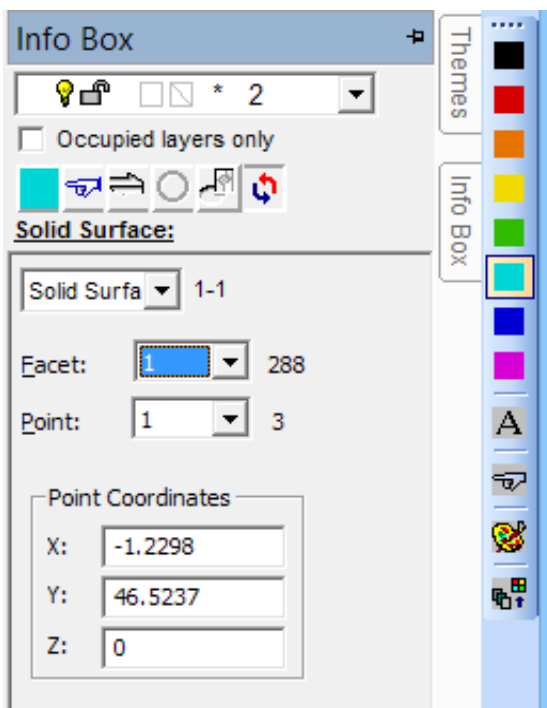 Info Box
* 2
Occupied layers only
Solid Surface:
Solid Surfa 1-1
Facet: 1 288
Point: 1 3
Point Coordinates
X: -1.2298
Y: 46.5237
Z: 0
Themes
Info Box
A